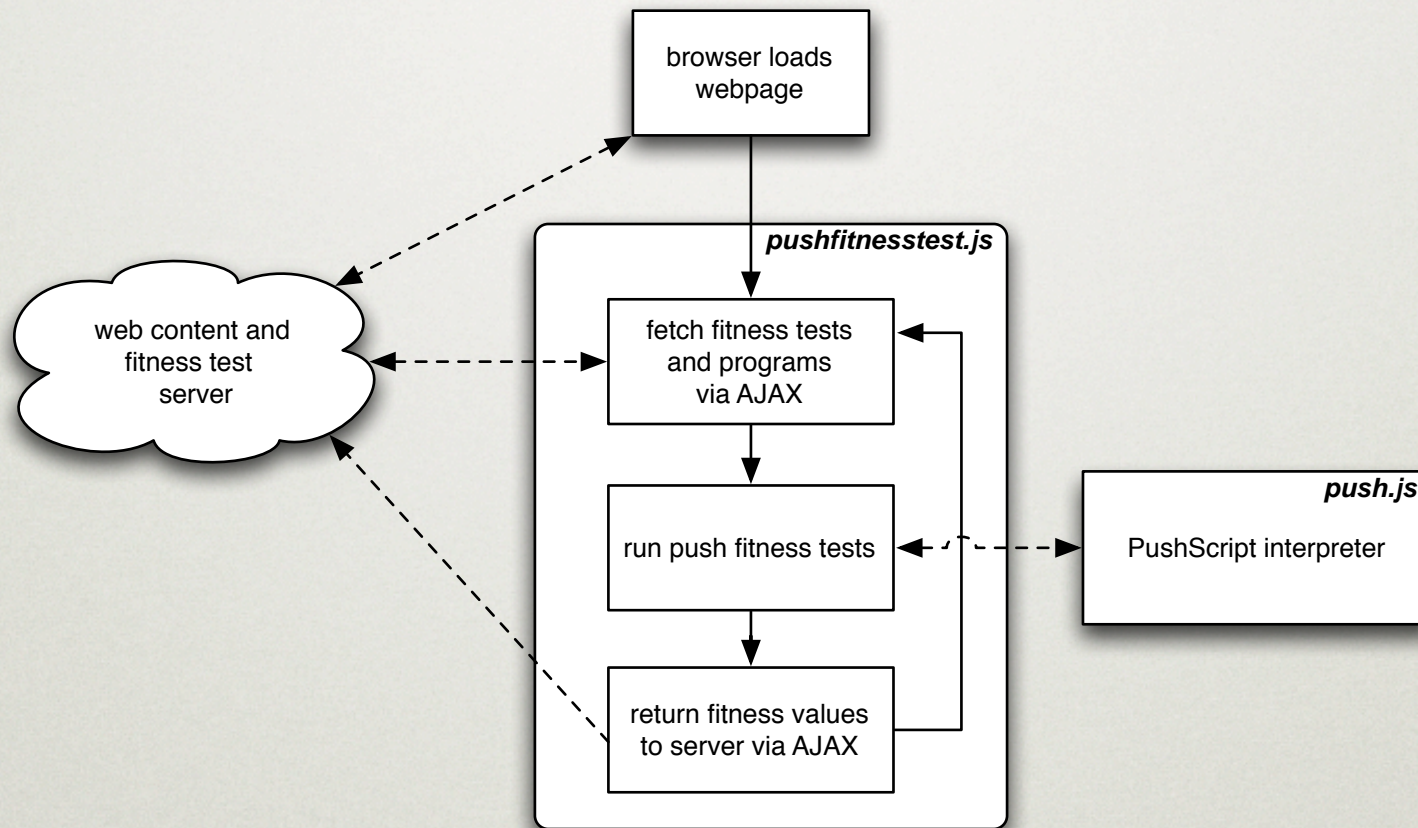 browser loads
webpage
pushfitnesstest.js
web content and
fitness test
server
fetch fitness tests
and programs
via AJAX
run push fitness tests
push.js
PushScript interpreter
return fitness values
to server via AJAX